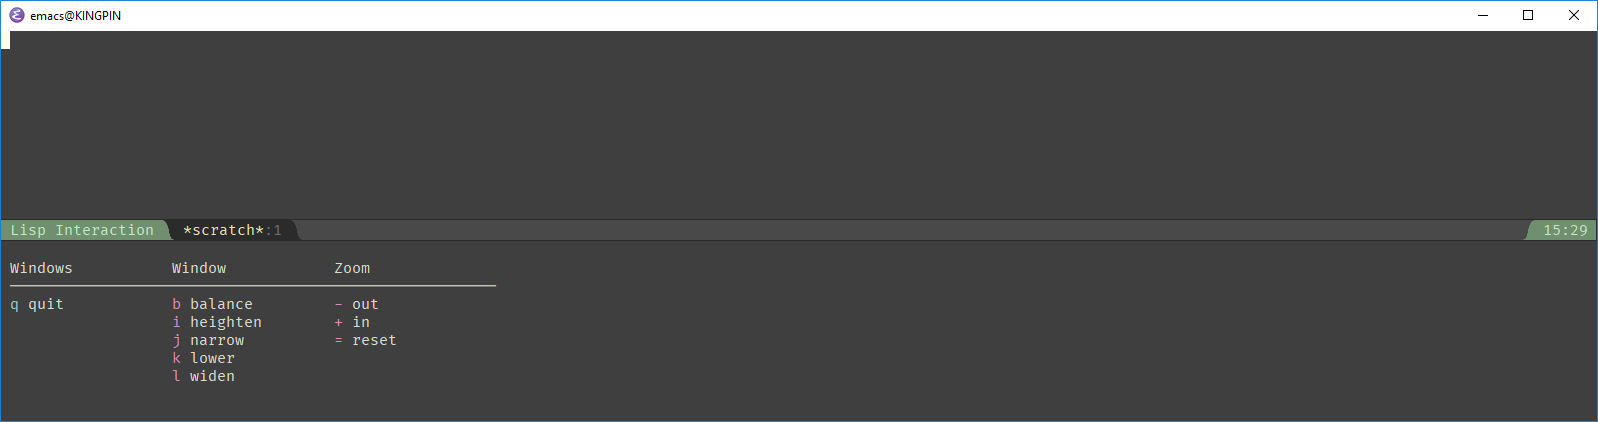 emacs@KINGPIN
Lisp Interaction *scratch*:1 15:29
Windows Window Zoom
q quit b balance - out
i heighten + in
j narrow = reset
k lower
l widen